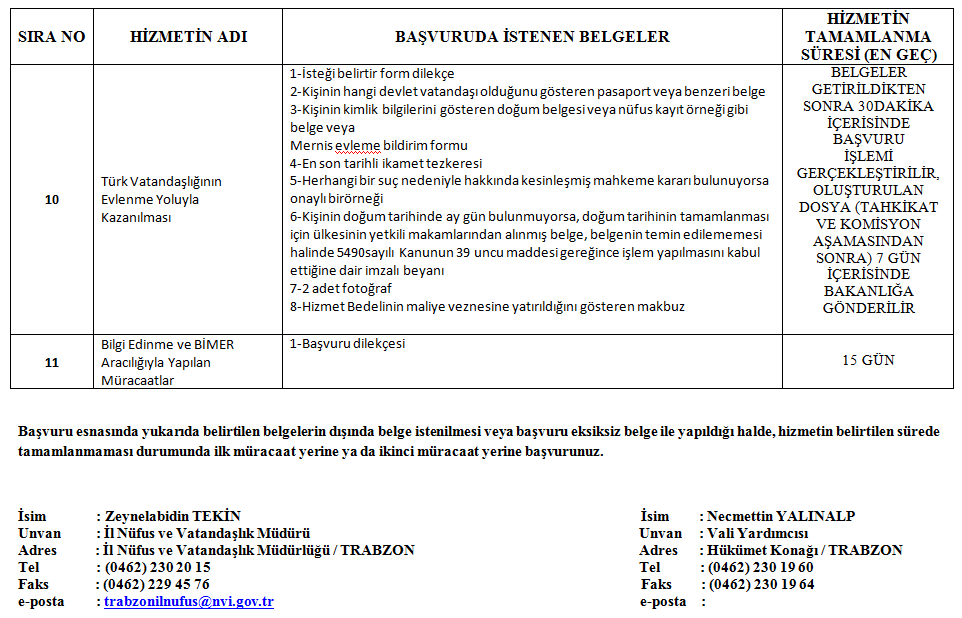 SIRA NO
HİZMETİN ADI
BAŞVURUDA İSTENEN BELGELER
HİZMETİN
TAMAMLANMA
SÜRESİ (EN GEÇ)
10
Türk Vatandaşlığının
Evlenme Yoluyla
Kazanılması
1-İsteği belirtir form dilekçe
2-Kişinin hangi devlet vatandaşı olduğunu gösteren pasaport veya benzeri belge
3-Kişinin kimlik bilgilerini gösteren doğum belgesi veya nüfus kayıt örneği gibi
belge veya
Mernis evleme bildirim formu
4-En son tarihli ikamet tezkeresi
5-Herhangi bir suç nedeniyle hakkında kesinleşmiş mahkeme kararı bulunuyorsa
onaylı birörneği
6-Kişinin doğum tarihinde ay gün bulunmuyorsa, doğum tarihinin tamamlanması
için ülkesinin yetkili makamlarından alınmış belge, belgenin temin edilememesi
halinde 5490sayılı Kanunun 39 uncu maddesi gereğince işlem yapılmasını kabul
ettiğine dair imzalı beyanı
7-2 adet fotoğraf
8-Hizmet Bedelinin maliye veznesine yatırıldığını gösteren makbuz
BELGELER
GETİRİLDİKTEN
SONRA 30DAKİKA
İÇERİSİNDE
BAŞVURU
İŞLEMİ
GERÇEKLEŞTİRİLİR,
OLUŞTURULAN
DOSYA (TAHKİKAT
VE KOMİSYON
AŞAMASINDAN
SONRA) 7 GÜN
İÇERİSİNDE
BAKANLIĞA
GÖNDERİLİR
11
Bilgi Edinme ve BİMER
Aracılığıyla Yapılan
Müracaatlar
1-Başvuru dilekçesi
15 GÜN
Başvuru esnasında yukarıda belirtilen belgelerin dışında belge istenilmesi veya başvuru eksiksiz belge ile yapıldığı halde, hizmetin belirtilen sürede
tamamlanmaması durumunda ilk müracaat yerine ya da ikinci müracaat yerine başvurunuz.
İsim : Zeynelabidin TEKİN
Unvan : İl Nüfus ve Vatandaşlık Müdürü
Adres : İl Nüfus ve Vatandaşlık Müdürlüğü / TRABZON
Tel : (0462) 230 20 15
Faks : (0462) 229 45 76
e-posta : trabzonilnufus@nvi.gov.tr
İsim : Necmettin YALINALP
Unvan : Vali Yardımcısı
Adres : Hükümet Konağı / TRABZON
Tel : (0462) 230 19 60
Faks : (0462) 230 19 64
e-posta :